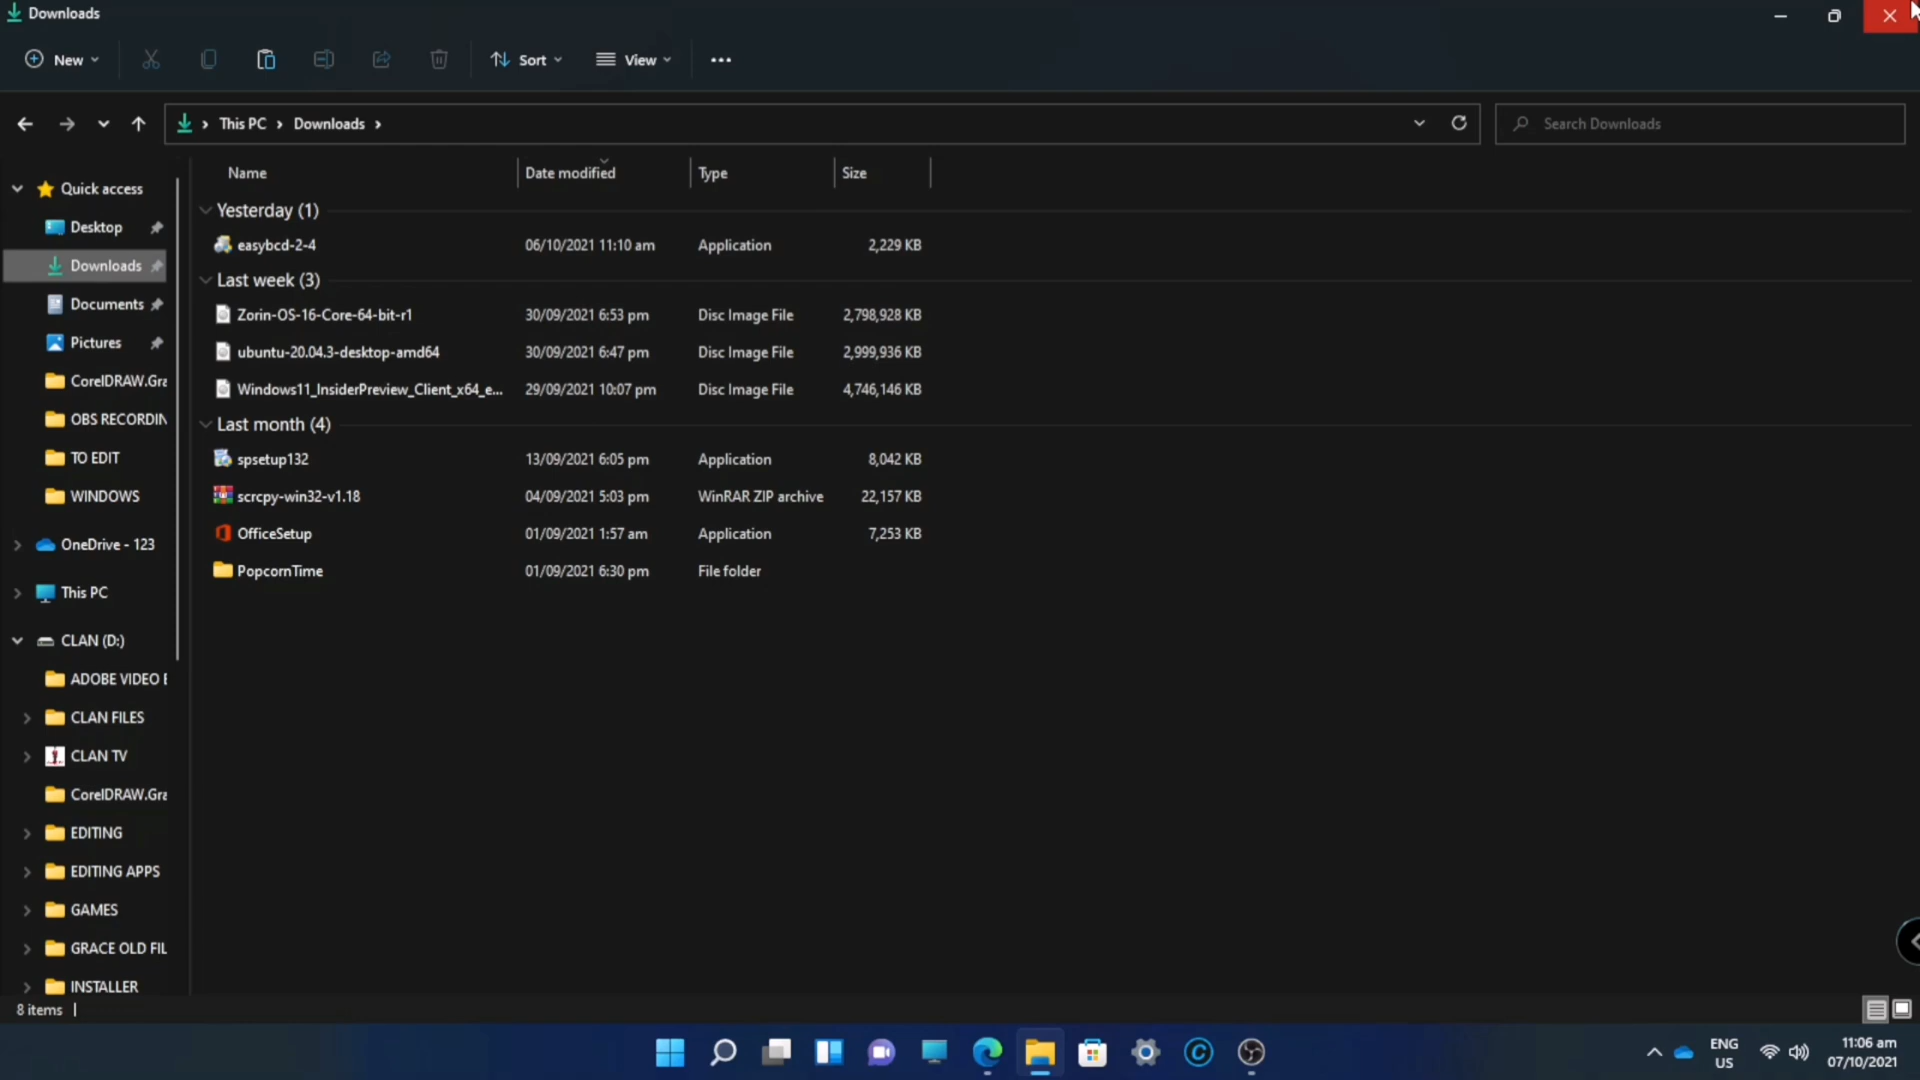 Downloads
New
Sort
View
This PC
Downloads
Search Downloads
Name
Date modified
Type
Size
Quick access
Desktop
Downloads
Documents
Pictures
CorelDRAW.Gra
OBS RECORDIN
TO EDIT
WINDOWS
OneDrive - 123
This PC
CLAN (D:)
ADOBE VIDEO E
CLAN FILES
CLAN TV
CorelDRAW.Gra
EDITING
EDITING APPS
GAMES
GRACE OLD FIL
INSTALLER
Yesterday (1)
easybcd-2-4 06/10/2021 11:10 am Application 2,229 KB
Last week (3)
Zorin-OS-16-Core-64-bit-r1 30/09/2021 6:53 pm Disc Image File 2,798,928 KB
ubuntu-20.04.3-desktop-amd64 30/09/2021 6:47 pm Disc Image File 2,999,936 KB
Windows11_InsiderPreview_Client_x64_e... 29/09/2021 10:07 pm Disc Image File 4,746,146 KB
Last month (4)
spsetup132 13/09/2021 6:05 pm Application 8,042 KB
scrcpy-win32-v1.18 04/09/2021 5:03 pm WinRAR ZIP archive 22,157 KB
OfficeSetup 01/09/2021 1:57 am Application 7,253 KB
PopcornTime 01/09/2021 6:30 pm File folder
8 items
ENG
US
11:06 am
07/10/2021